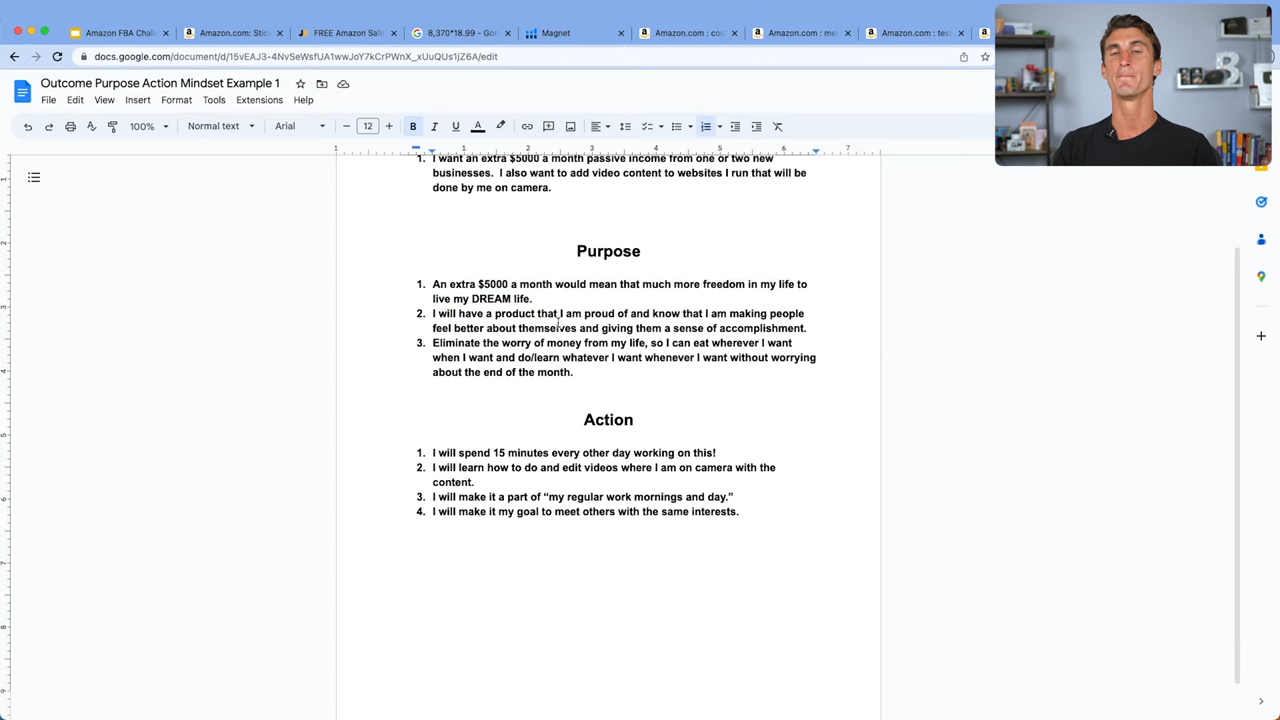 Amazon FBA Chall
Amazon.com: Stic
FREE Amazon Sale
8,370*18.99 - Goo
Magnet
Amazon.com : coo
Amazon.com : me
Amazon.com : te
docs.google.com/document/d/15vEAJ3-4NvSeWsfUA1wwJoY7kCrPWnX_xUuQUs1jZ6A/edit
Outcome Purpose Action Mindset Example 1
File Edit View Insert Format Tools Extensions Help
100% Normal text Arial 12
1 1 2 3 4 5 6 7
1. I want an extra $5000 a month passive income from one or two new
businesses. I also want to add video content to websites I run that will be
done by me on camera.
Purpose
1. An extra $5000 a month would mean that much more freedom in my life to
live my DREAM life.
2. I will have a product that I am proud of and know that I am making people
feel better about themselves and giving them a sense of accomplishment.
3. Eliminate the worry of money from my life, so I can eat wherever I want
when I want and do/learn whatever I want whenever I want without worrying
about the end of the month.
Action
1. I will spend 15 minutes every other day working on this!
2. I will learn how to do and edit videos where I am on camera with the
content.
3. I will make it a part of “my regular work mornings and day.”
4. I will make it my goal to meet others with the same interests.